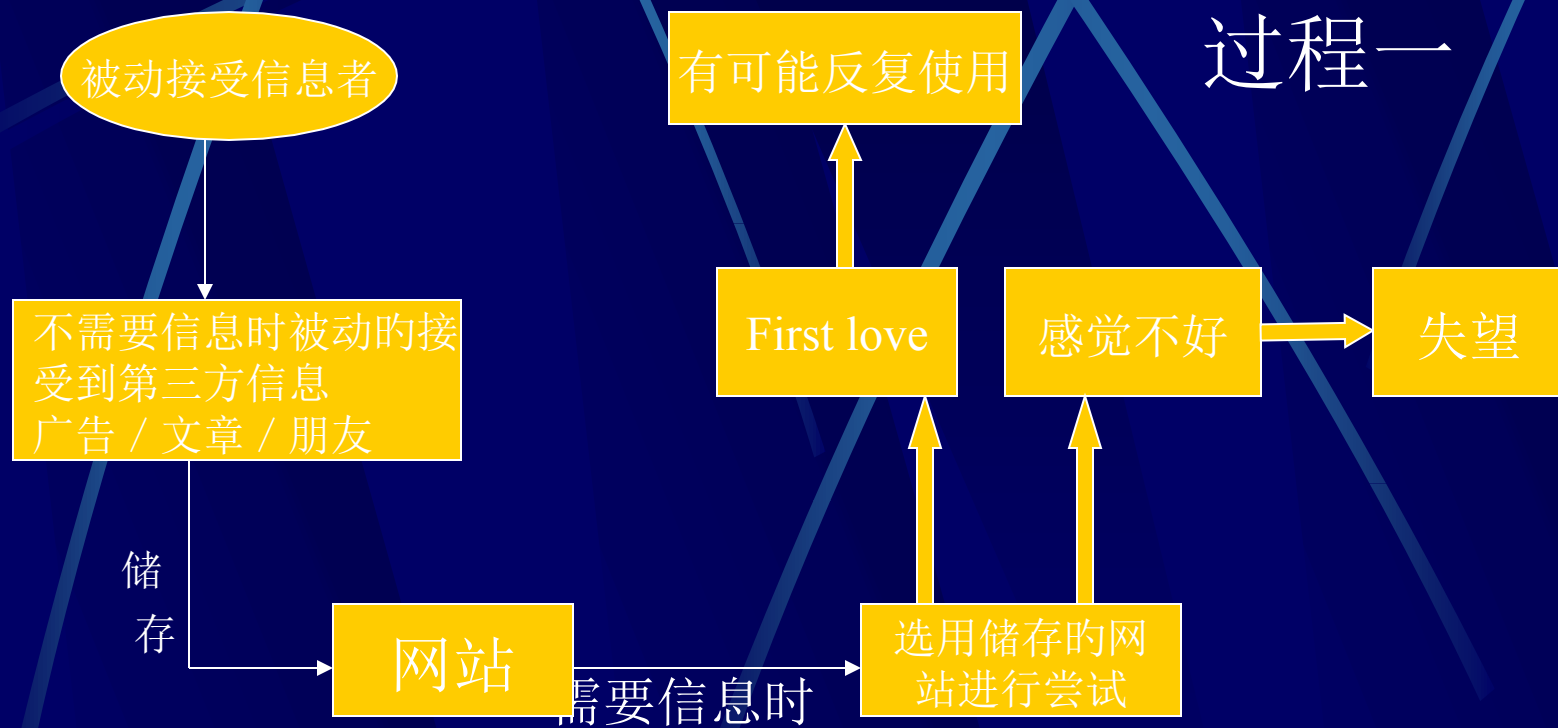 过程一
被动接受信息者
有可能反复使用
不需要信息时被动旳接
受到第三方信息
广告 / 文章 / 朋友
First love
感觉不好
失望
储
存
网站
需要信息时
选用储存旳网
站进行尝试